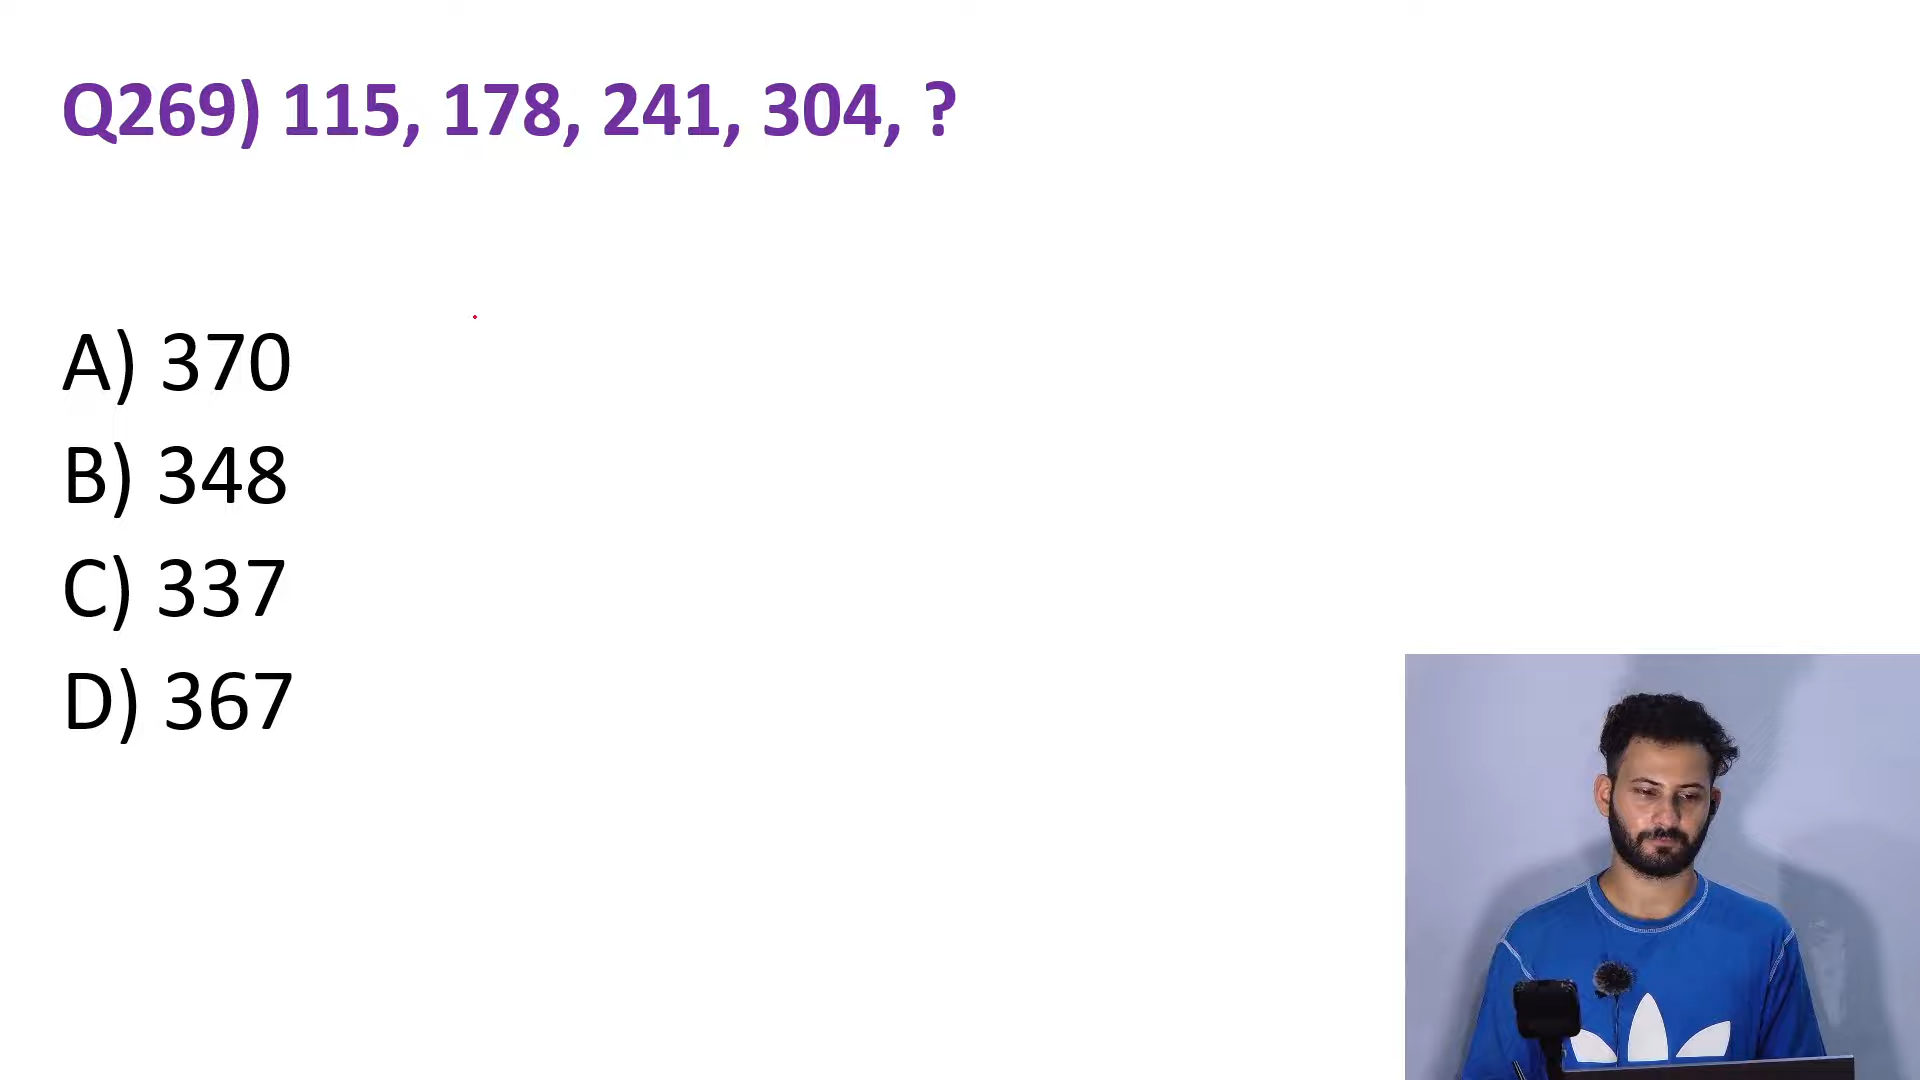 Q269) 115, 178, 241, 304, ?
A) 370
B) 348
C) 337
D) 367